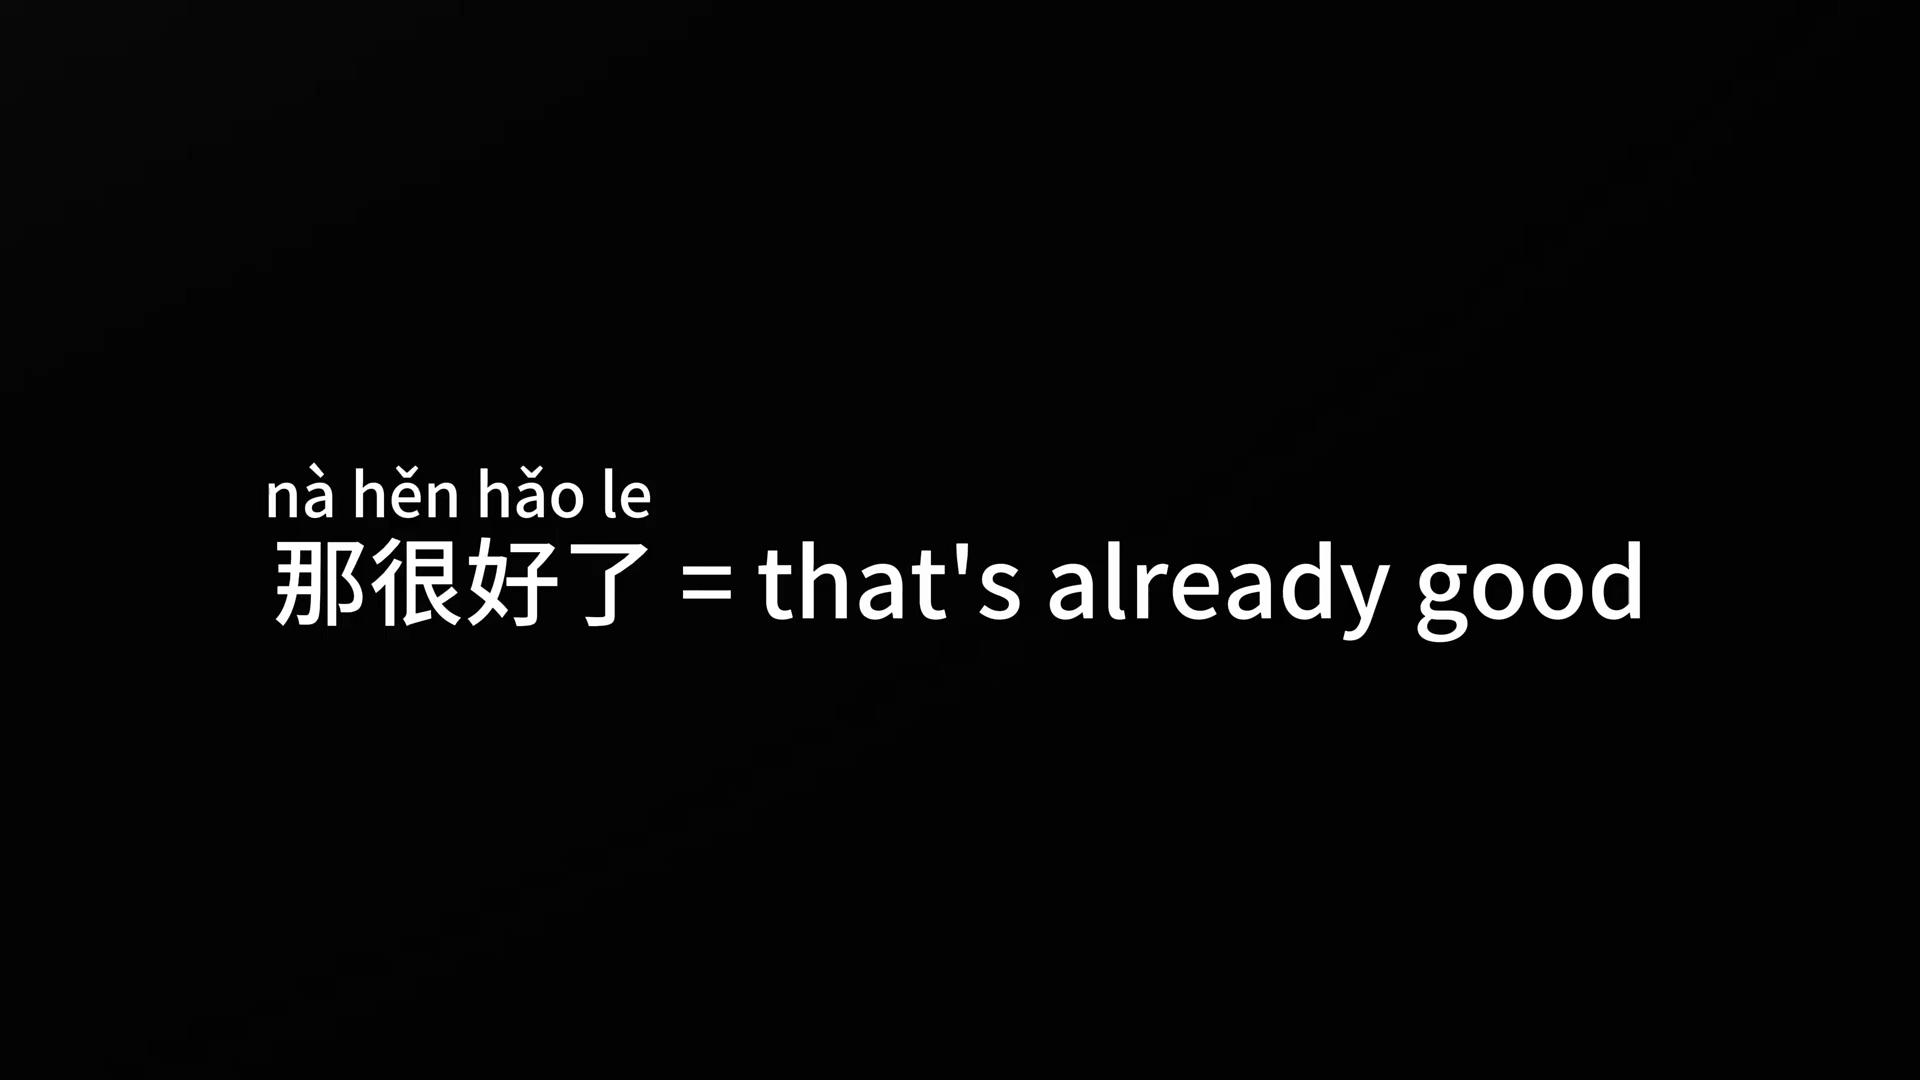 nà hěn hǎo le
那很好了 = that's already good